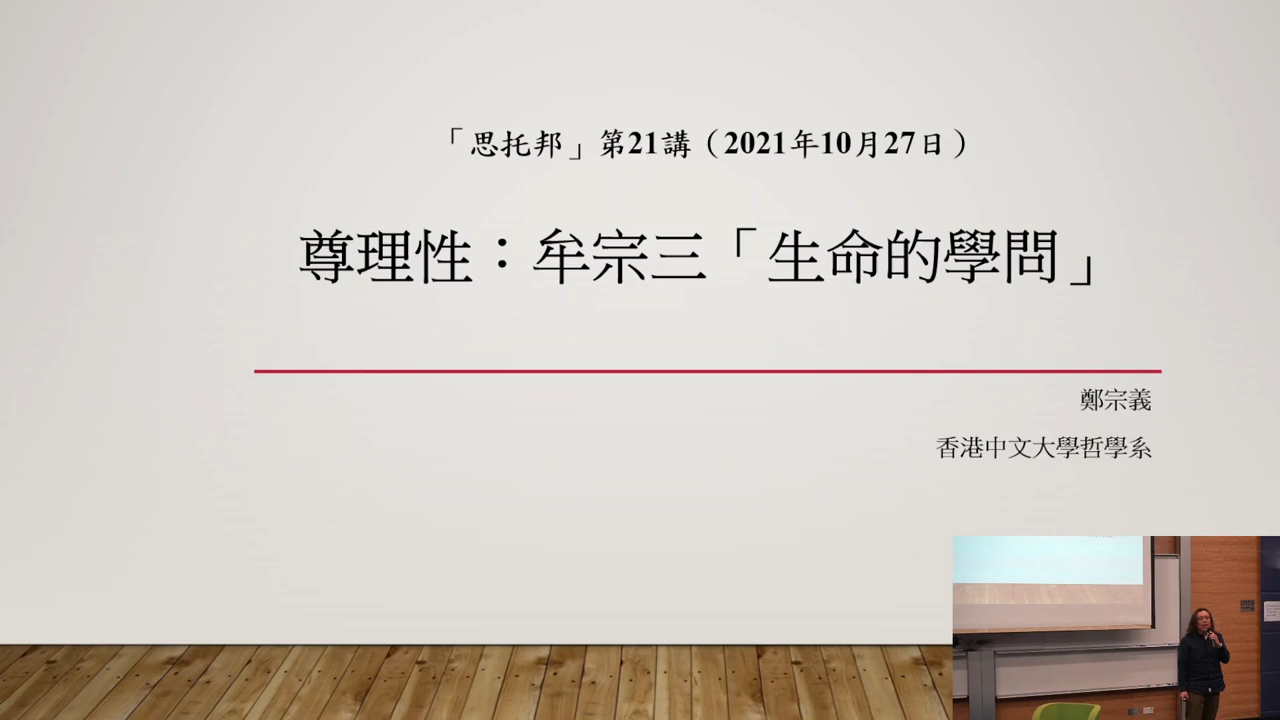 「思托邦」第21講（2021年10月27日）
尊理性：牟宗三「生命的學問」
鄭宗義
香港中文大學哲學系